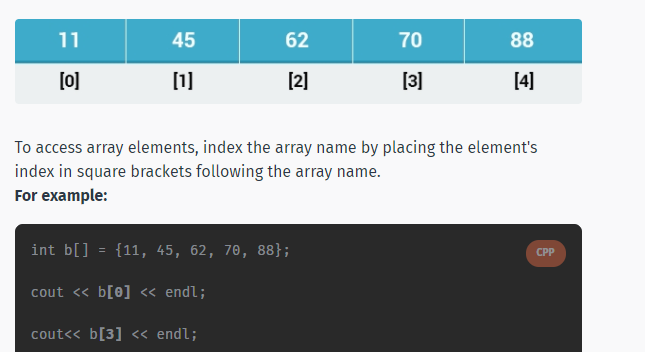 11 45 62 70 88
[0] [1] [2] [3] [4]
To access array elements, index the array name by placing the element's
index in square brackets following the array name.
For example:
int b[] = {11, 45, 62, 70, 88};
CPP
cout << b[0] << endl;
cout<< b[3] << endl;